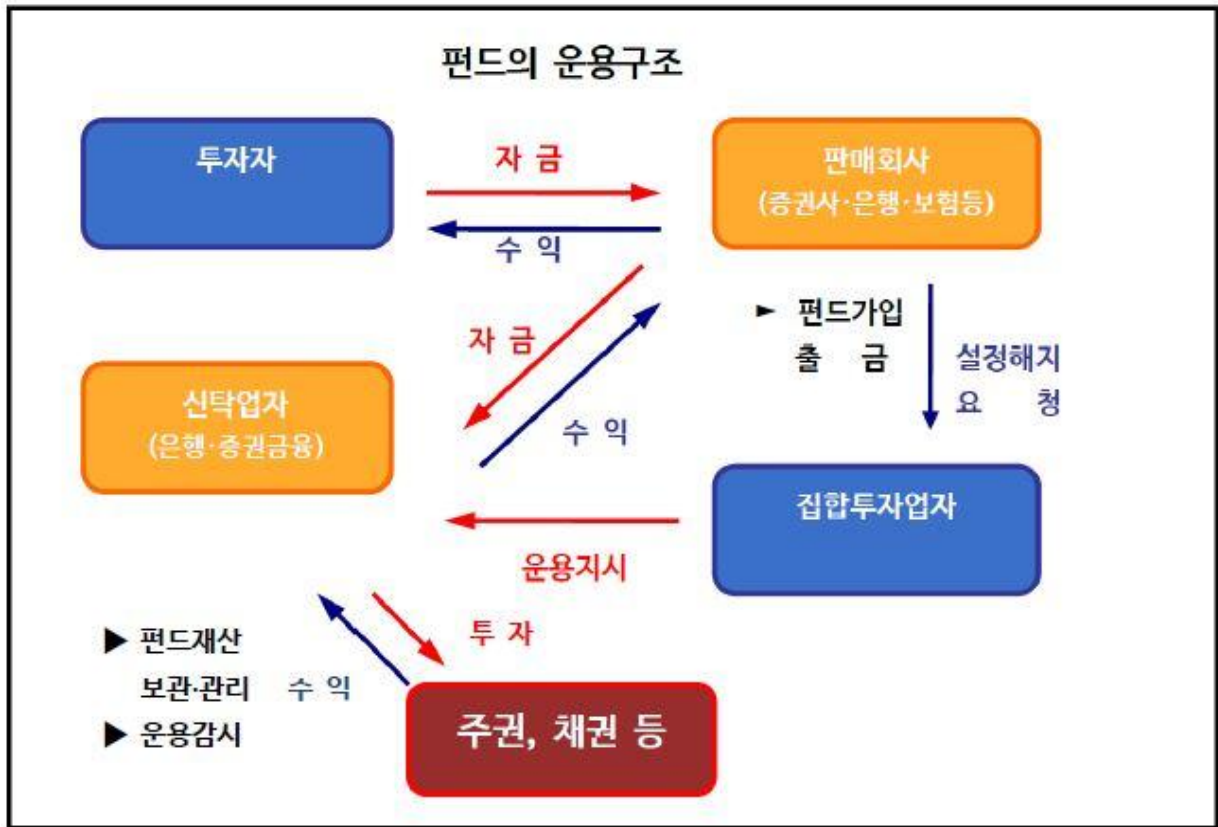 펀드의 운용구조
투자자
자 금
판매회사
(증권사·은행·보험등)
수 익
► 펀드가입
출 금
설정해지
요 청
자 금
수 익
신탁업자
(은행·증권금융)
집합투자업자
운용지시
투 자
▶ 펀드재산
보관·관리
수 익
▶ 운용감시
주권, 채권 등